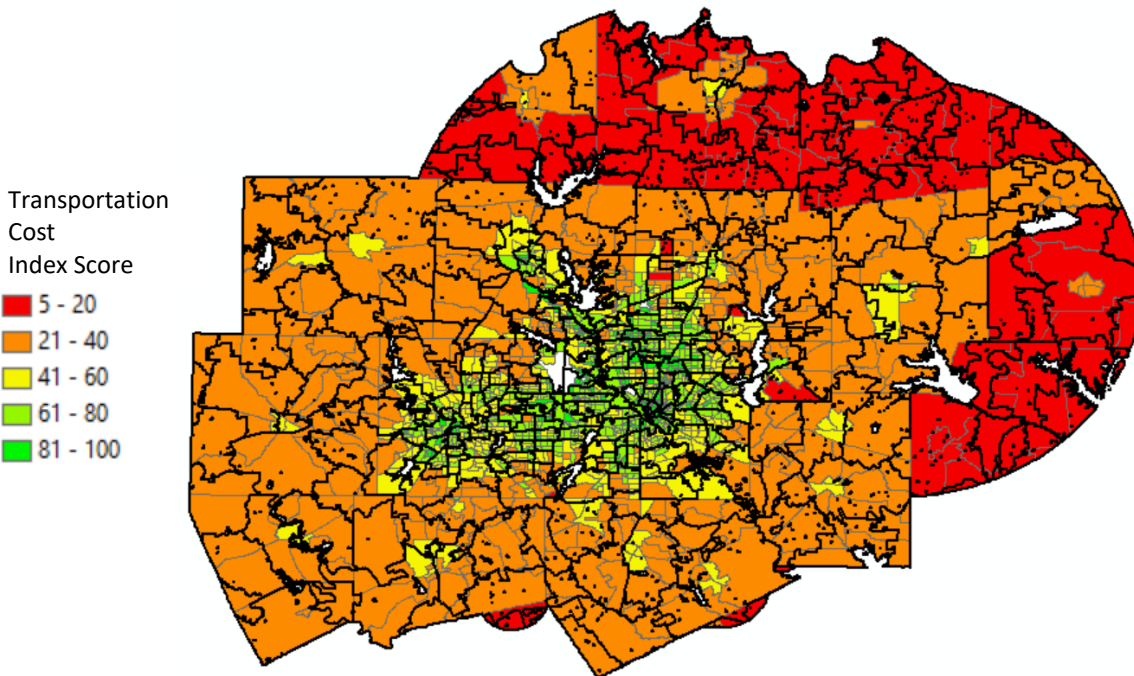 Transportation
Cost
Index Score
5 - 20
21 - 40
41 - 60
61 - 80
81 - 100